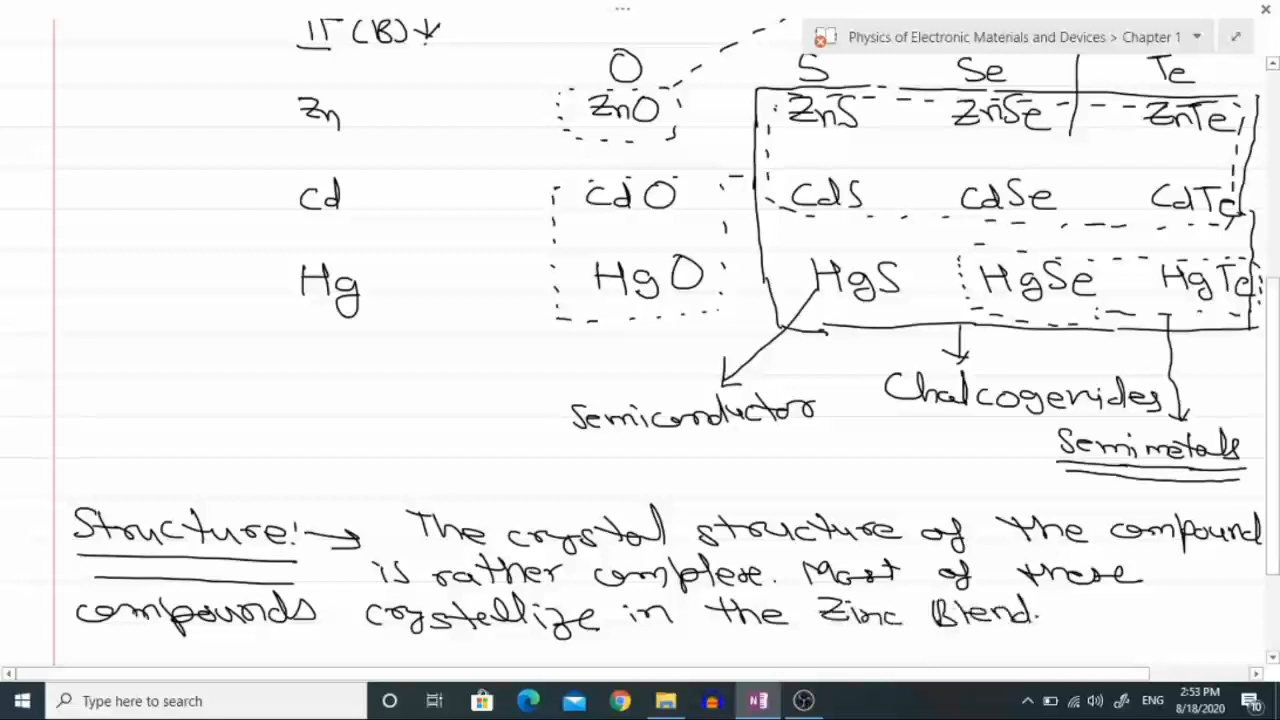 II (B)
Physics of Electronic Materials and Devices > Chapter 1
O S Se Te
Zn ZnO ZnS ZnSe ZnTe
Cd CdO CdS CdSe CdTe
Hg HgO HgS HgSe HgTe
Semiconductor Chalcogenides
Semimetals
Structure:→ The crystal structure of the compound
is rather complex. Most of these
compounds crystellize in the Zinc Blend.
Type here to search
ENG
2:53 PM
8/18/2020
10